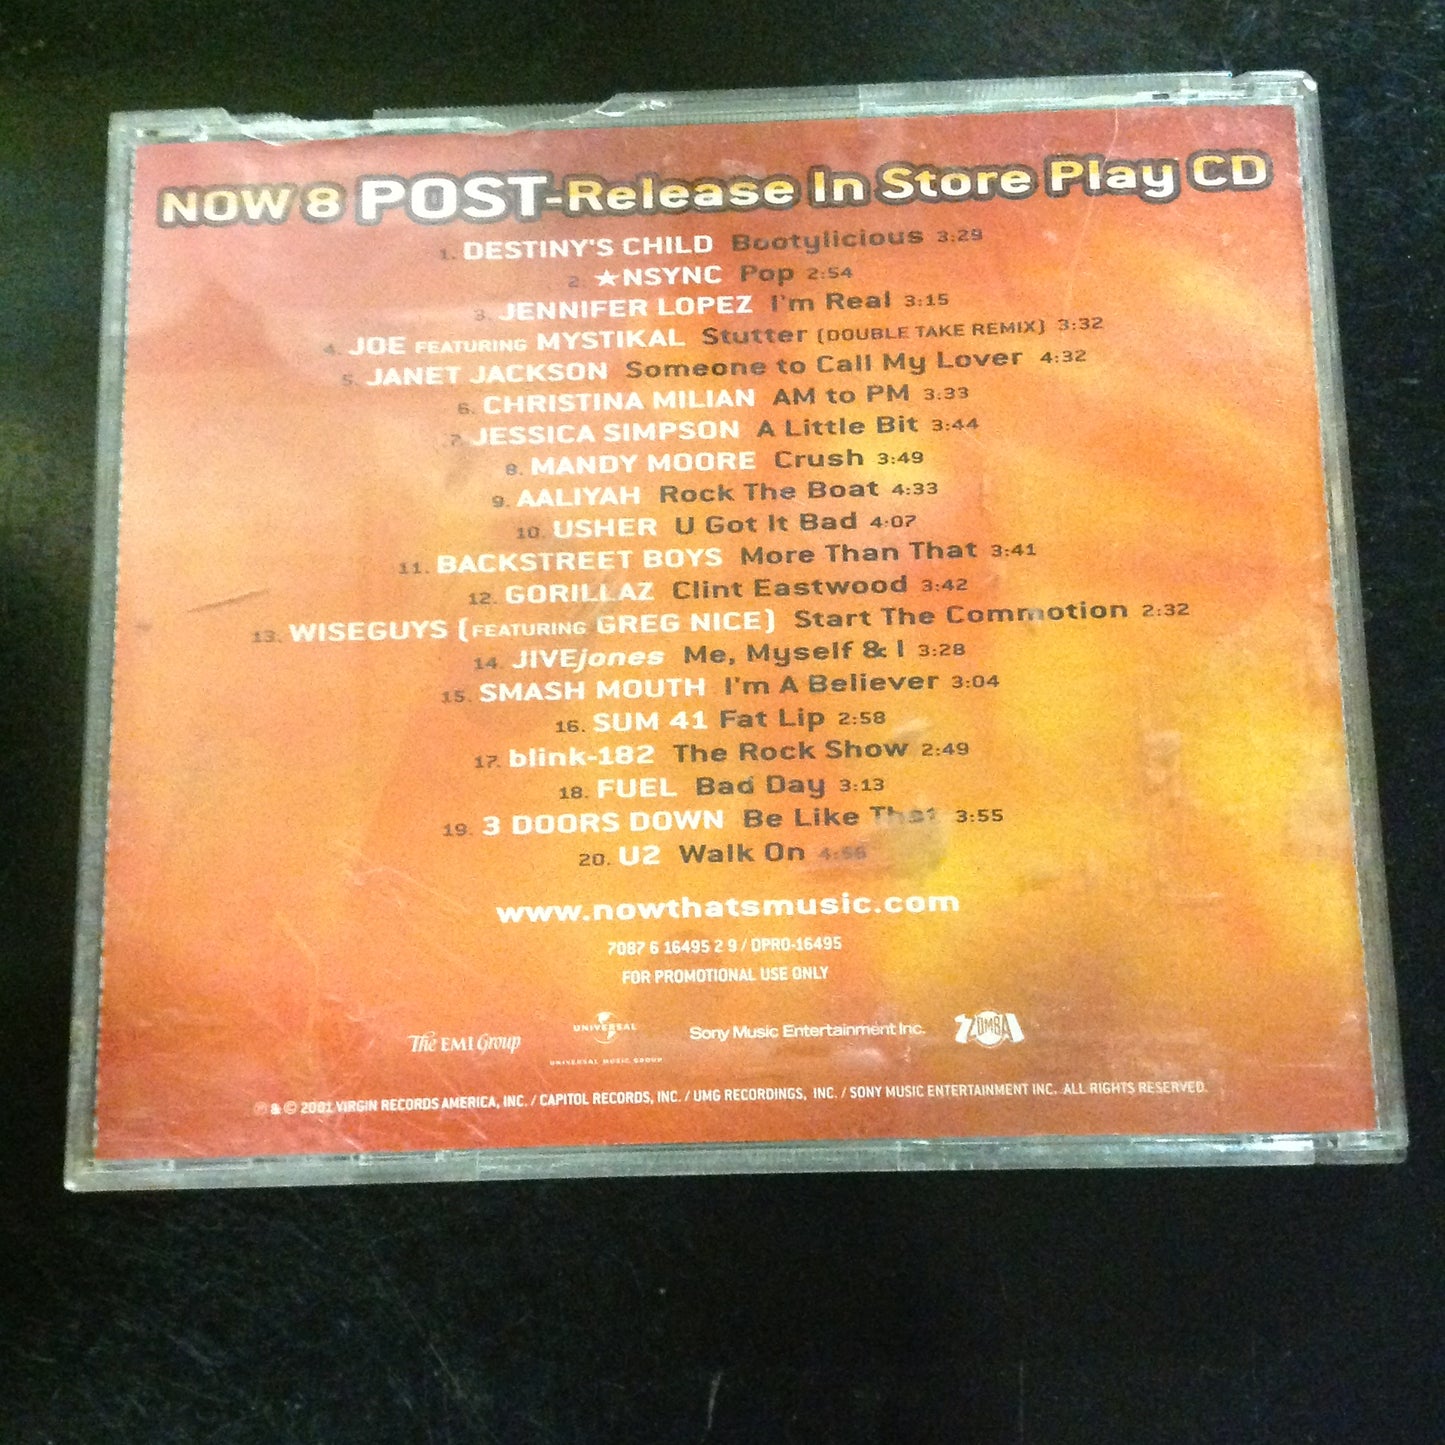 NOW 8 POST-Release In Store Play CD
1. DESTINY'S CHILD Bootylicious 3:29
2. ★NSYNC Pop 2:54
3. JENNIFER LOPEZ I'm Real 3:15
4. JOE FEATURING MYSTIKAL Stutter (DOUBLE TAKE REMIX) 3:32
5. JANET JACKSON Someone to Call My Lover 4:32
6. CHRISTINA MILIAN AM to PM 3:33
7. JESSICA SIMPSON A Little Bit 3:44
8. MANDY MOORE Crush 3:49
9. AALIYAH Rock The Boat 4:33
10. USHER U Got It Bad 4:07
11. BACKSTREET BOYS More Than That 3:41
12. GORILLAZ Clint Eastwood 3:42
13. WISEGUYS (FEATURING GREG NICE) Start The Commotion 2:32
14. JIVEjones Me, Myself & I 3:28
15. SMASH MOUTH I'm A Believer 3:04
16. SUM 41 Fat Lip 2:58
17. blink-182 The Rock Show 2:49
18. FUEL Bad Day 3:13
19. 3 DOORS DOWN Be Like That 3:55
20. U2 Walk On 4:56
www.nowthatsmusic.com
7087 6 16495 2 9 / DPRO-16495
FOR PROMOTIONAL USE ONLY
The EMI Group
UNIVERSAL
UNIVERSAL MUSIC GROUP
Sony Music Entertainment Inc.
ZOMBA
℗ & © 2001 VIRGIN RECORDS AMERICA, INC. / CAPITOL RECORDS, INC. / UMG RECORDINGS, INC. / SONY MUSIC ENTERTAINMENT INC. ALL RIGHTS RESERVED.